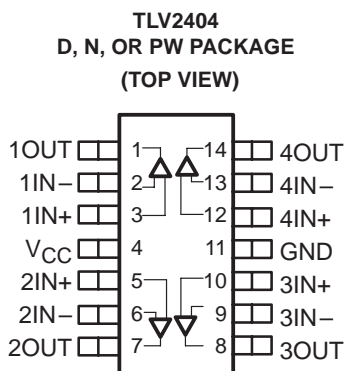 TLV2404
D, N, OR PW PACKAGE
(TOP VIEW)
1OUT 1 14 4OUT
1IN− 2 13 4IN−
1IN+ 3 12 4IN+
VCC 4 11 GND
2IN+ 5 10 3IN+
2IN− 6 9 3IN−
2OUT 7 8 3OUT